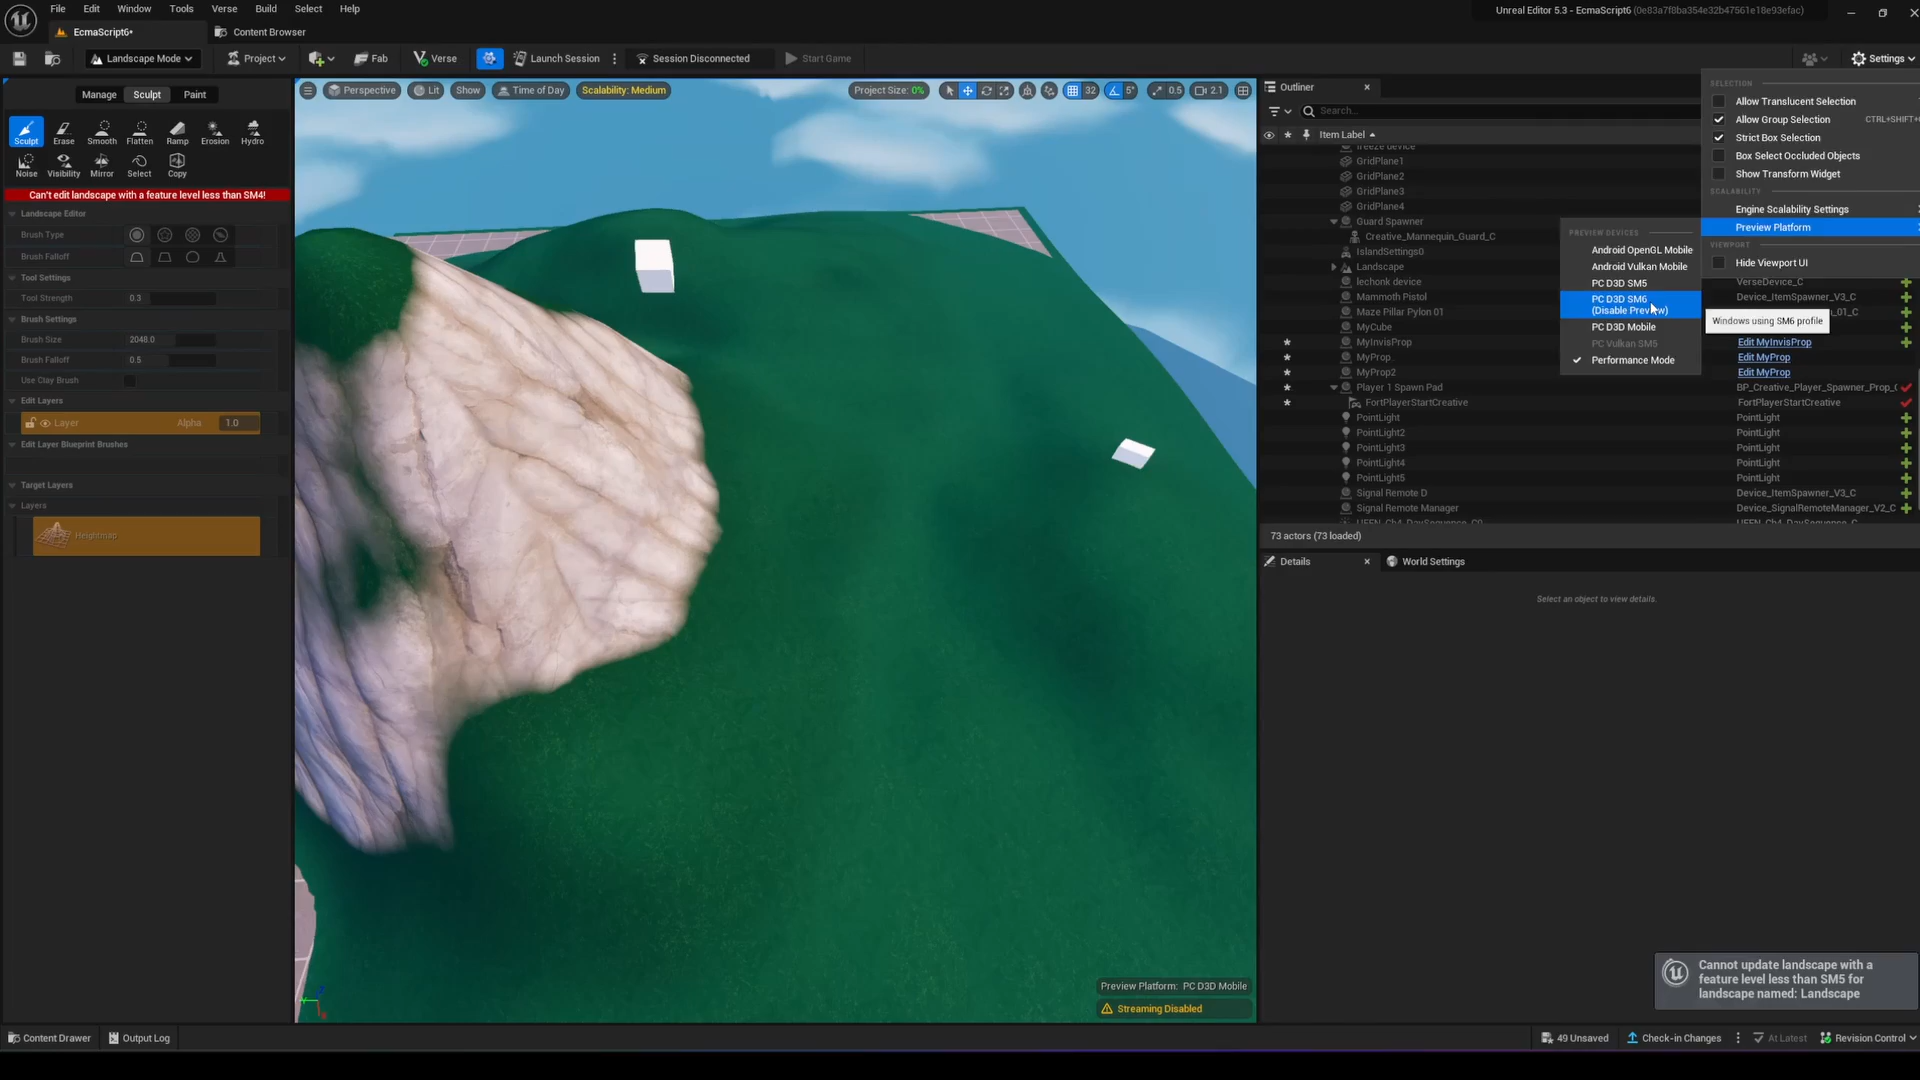 File Edit Window Tools Verse Build Select Help
Unreal Editor 5.3 - EcmaScript6 (0e83a7f8ba354e32b47561e18e93efac)
EcmaScript6*
Content Browser
Landscape Mode
Project
Fab
Verse
Launch Session
Session Disconnected
Start Game
Settings
Manage Sculpt Paint
Sculpt Erase Smooth Flatten Ramp Erosion Hydro
Noise Visibility Mirror Select Copy
Can't edit landscape with a feature level less than SM4!
Landscape Editor
Brush Type
Brush Falloff
Tool Settings
Tool Strength 0.3
Brush Settings
Brush Size 2048.0
Brush Falloff 0.5
Use Clay Brush
Edit Layers
Layer Alpha 1.0
Edit Layer Blueprint Brushes
Target Layers
Layers
Heightmap
Perspective Lit Show Time of Day Scalability: Medium
Project Size: 0%
32 5° 0.5 2.1
Preview Platform: PC D3D Mobile
Streaming Disabled
Outliner
Search...
Item Label
freeze device
GridPlane1
GridPlane2
GridPlane3
GridPlane4
Guard Spawner
Creative_Mannequin_Guard_C
IslandSettings0
Landscape
lechonk device VerseDevice_C
Mammoth Pistol Device_ItemSpawner_V3_C
Maze Pillar Pylon 01 _01_C
MyCube
MyInvisProp Edit MyInvisProp
MyProp Edit MyProp
MyProp2 Edit MyProp
Player 1 Spawn Pad BP_Creative_Player_Spawner_Prop_C
FortPlayerStartCreative FortPlayerStartCreative
PointLight PointLight
PointLight2 PointLight
PointLight3 PointLight
PointLight4 PointLight
PointLight5 PointLight
Signal Remote D Device_ItemSpawner_V3_C
Signal Remote Manager Device_SignalRemoteManager_V2_C
73 actors (73 loaded)
SELECTION
Allow Translucent Selection
Allow Group Selection CTRL+SHIFT+
Strict Box Selection
Box Select Occluded Objects
Show Transform Widget
SCALABILITY
Engine Scalability Settings
Preview Platform
VIEWPORT
Hide Viewport UI
PREVIEW DEVICES
Android OpenGL Mobile
Android Vulkan Mobile
PC D3D SM5
PC D3D SM6
(Disable Preview)
PC D3D Mobile
PC Vulkan SM5
Performance Mode
Windows using SM6 profile
Details
World Settings
Select an object to view details.
Cannot update landscape with a
feature level less than SM5 for
landscape named: Landscape
Content Drawer
Output Log
49 Unsaved
Check-in Changes
At Latest
Revision Control